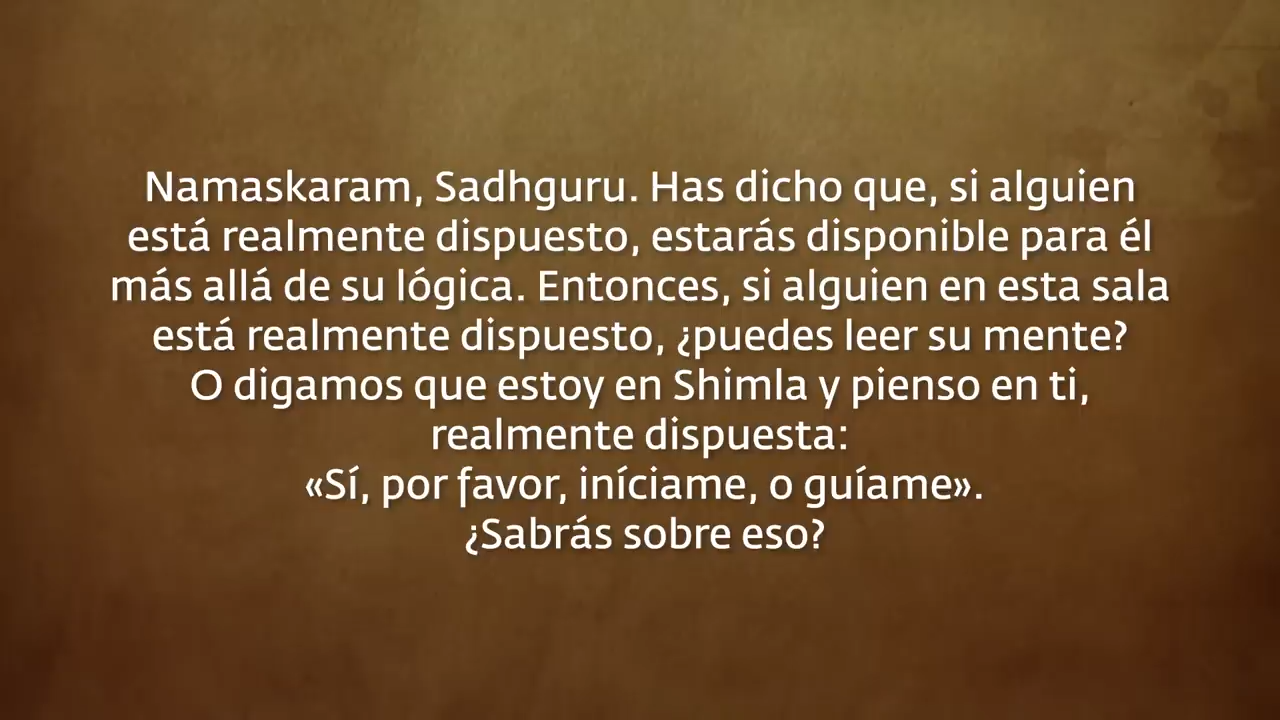 Namaskaram, Sadhguru. Has dicho que, si alguien
está realmente dispuesto, estarás disponible para él
más allá de su lógica. Entonces, si alguien en esta sala
está realmente dispuesto, ¿puedes leer su mente?
O digamos que estoy en Shimla y pienso en ti,
realmente dispuesta:
«Sí, por favor, iníciame, o guíame».
¿Sabrás sobre eso?